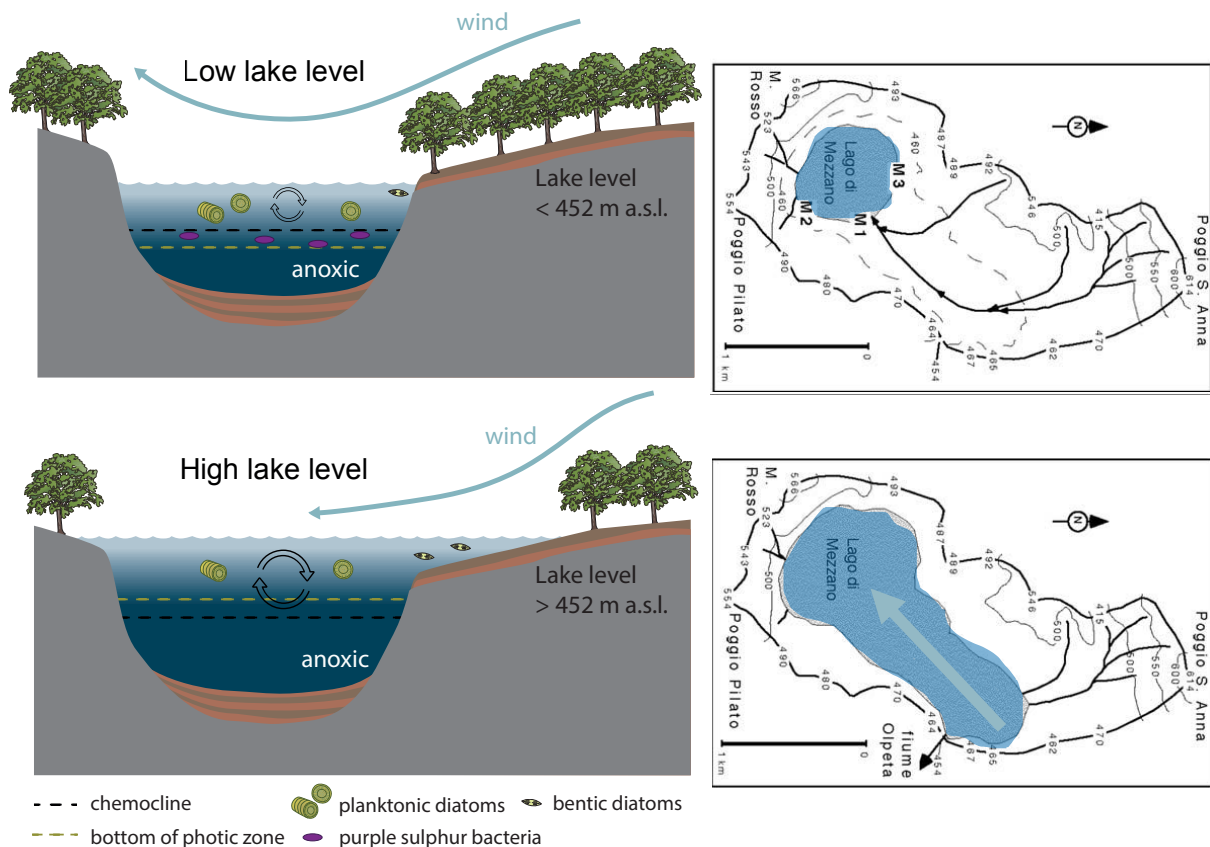 wind
Low lake level
Lake level
< 452 m a.s.l.
anoxic
M.
Rosso
566
493
523
487
543
500
460
460
489
492
554
M2
M3
M1
Lago di
Mezzano
490
480
470
464
454
467
465
462
470
546
500
415
500
550
600
614
N
Poggio Pilato
Poggio S. Anna
0
1 km
wind
High lake level
Lake level
> 452 m a.s.l.
anoxic
M.
Rosso
566
493
523
487
543
500
489
492
554
Lago di
Mezzano
490
480
470
464
454
467
465
462
470
546
500
415
500
550
600
614
N
Poggio Pilato
Poggio S. Anna
fiume
Olpeta
0
1 km
chemocline
planktonic diatoms
bentic diatoms
bottom of photic zone
purple sulphur bacteria